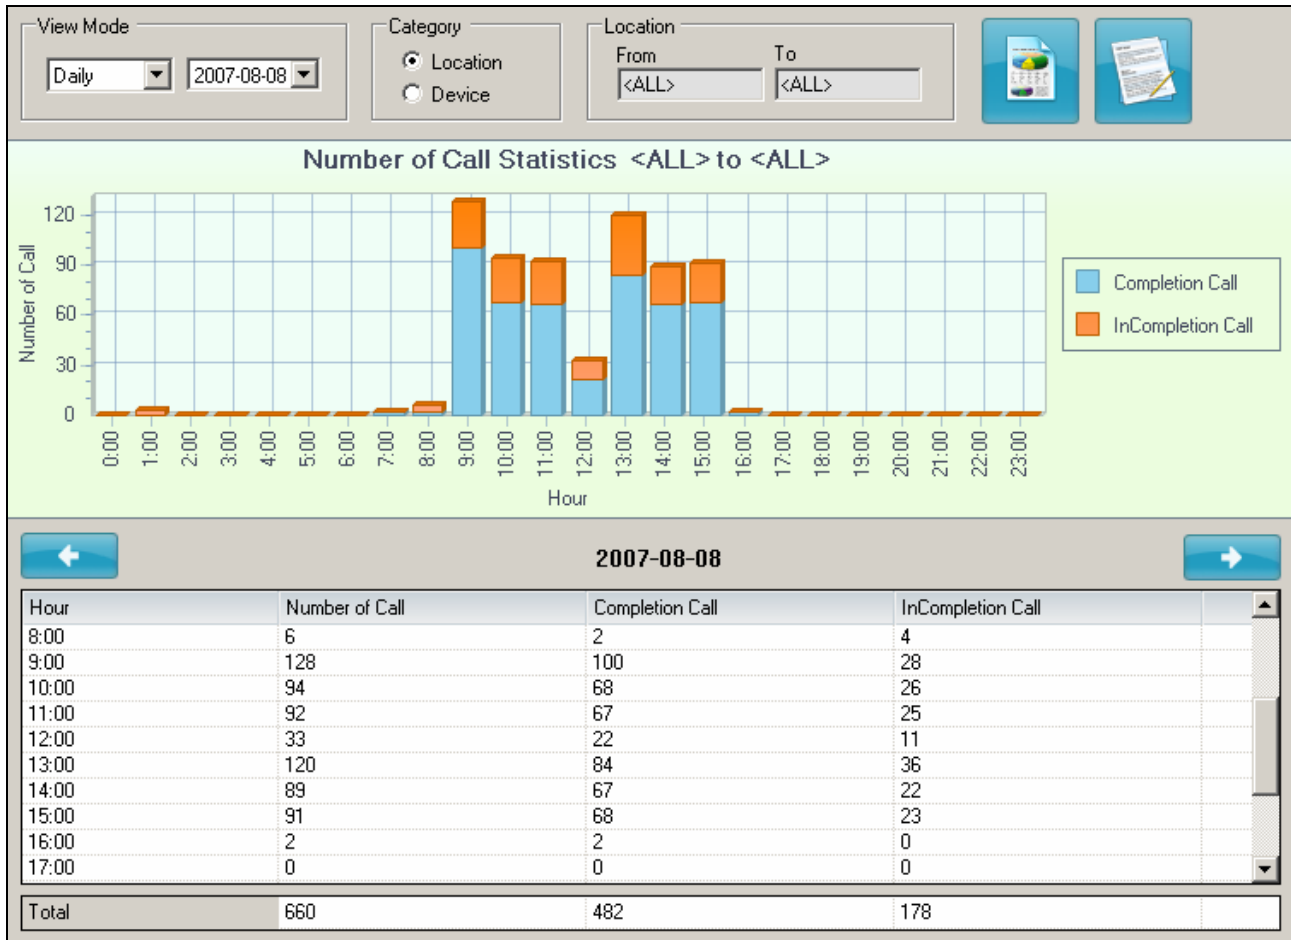 View Mode
Daily 2007-08-08
Category
Location
Device
Location
From To
<ALL> <ALL>
Number of Call Statistics <ALL> to <ALL>
Number of Call
120
90
60
30
0
0:00 1:00 2:00 3:00 4:00 5:00 6:00 7:00 8:00 9:00 10:00 11:00 12:00 13:00 14:00 15:00 16:00 17:00 18:00 19:00 20:00 21:00 22:00 23:00
Hour
Completion Call
InCompletion Call
2007-08-08
Hour Number of Call Completion Call InCompletion Call
8:00 6 2 4
9:00 128 100 28
10:00 94 68 26
11:00 92 67 25
12:00 33 22 11
13:00 120 84 36
14:00 89 67 22
15:00 91 68 23
16:00 2 2 0
17:00 0 0 0
Total 660 482 178